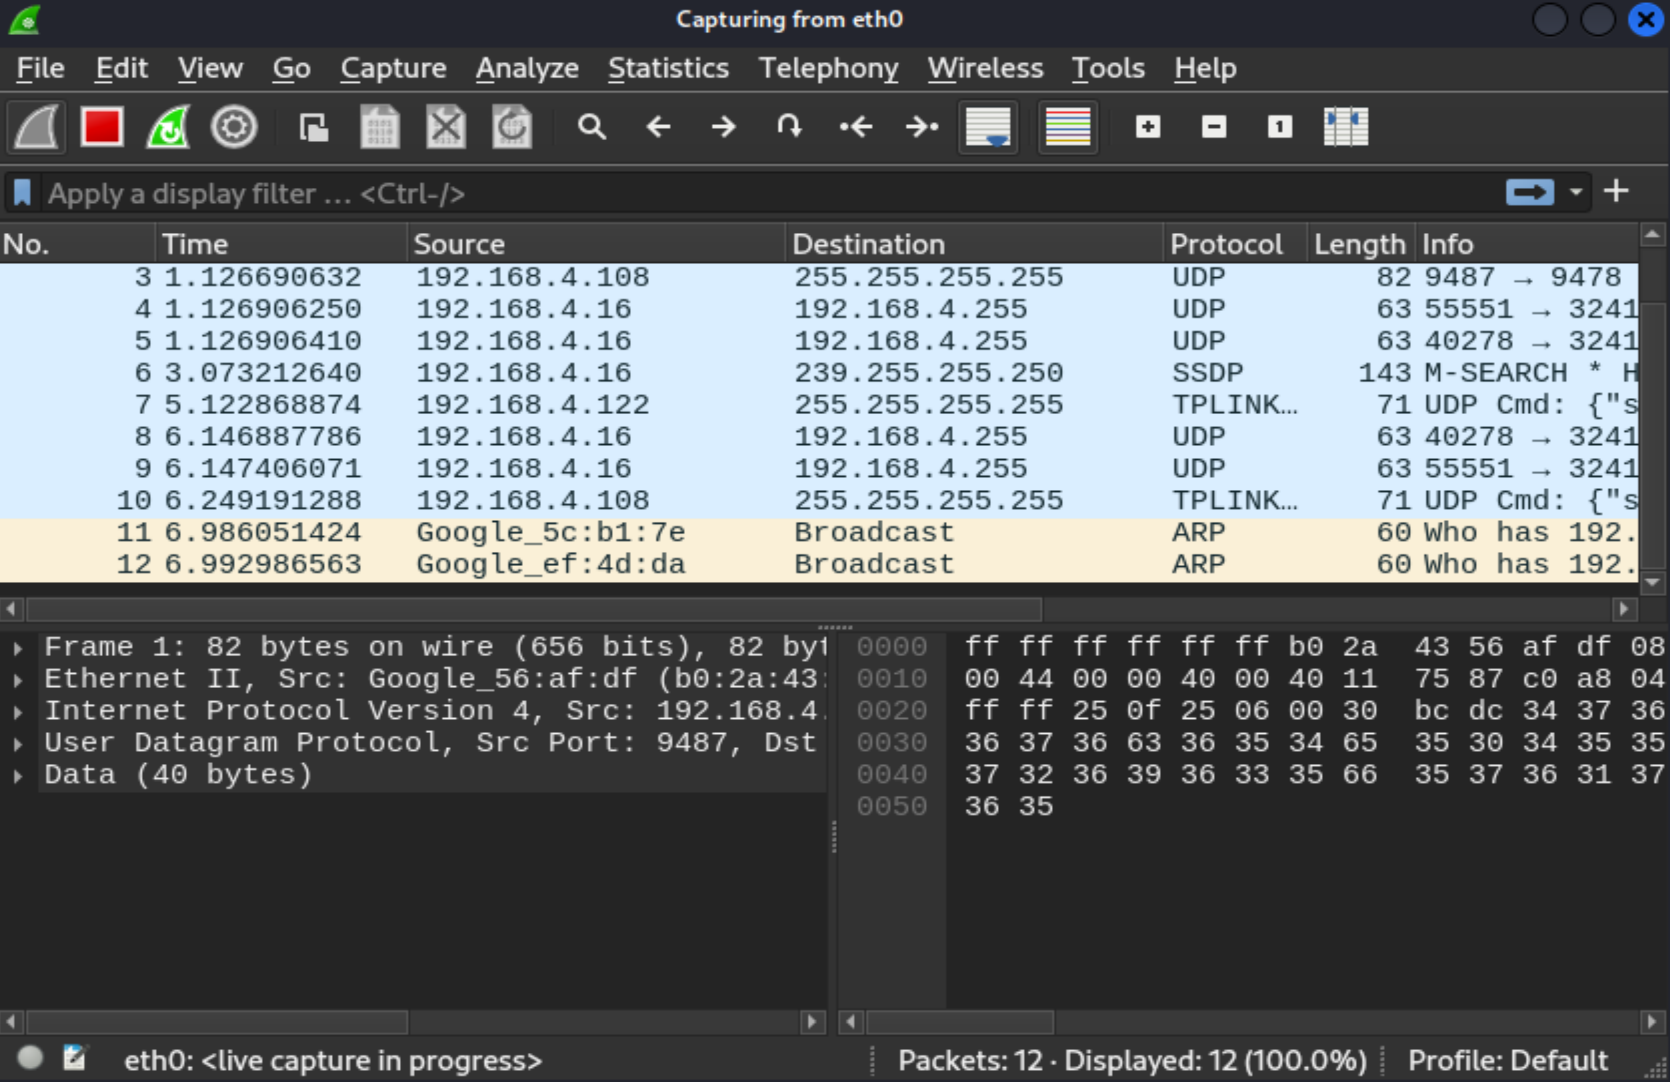 Capturing from eth0
File Edit View Go Capture Analyze Statistics Telephony Wireless Tools Help
Apply a display filter … <Ctrl-/>
No. Time Source Destination Protocol Length Info
3 1.126690632 192.168.4.108 255.255.255.255 UDP 82 9487 → 9478
4 1.126906250 192.168.4.16 192.168.4.255 UDP 63 55551 → 3241
5 1.126906410 192.168.4.16 192.168.4.255 UDP 63 40278 → 3241
6 3.073212640 192.168.4.16 239.255.255.250 SSDP 143 M-SEARCH * H
7 5.122868874 192.168.4.122 255.255.255.255 TPLINK… 71 UDP Cmd: {"s
8 6.146887786 192.168.4.16 192.168.4.255 UDP 63 40278 → 3241
9 6.147406071 192.168.4.16 192.168.4.255 UDP 63 55551 → 3241
10 6.249191288 192.168.4.108 255.255.255.255 TPLINK… 71 UDP Cmd: {"s
11 6.986051424 Google_5c:b1:7e Broadcast ARP 60 Who has 192.
12 6.992986563 Google_ef:4d:da Broadcast ARP 60 Who has 192.
Frame 1: 82 bytes on wire (656 bits), 82 byt
Ethernet II, Src: Google_56:af:df (b0:2a:43:
Internet Protocol Version 4, Src: 192.168.4.
User Datagram Protocol, Src Port: 9487, Dst
Data (40 bytes)
0000 ff ff ff ff ff ff b0 2a 43 56 af df 08
0010 00 44 00 00 40 00 40 11 75 87 c0 a8 04
0020 ff ff 25 0f 25 06 00 30 bc dc 34 37 36
0030 36 37 36 63 36 35 34 65 35 30 34 35 35
0040 37 32 36 39 36 33 35 66 35 37 36 31 37
0050 36 35
eth0: <live capture in progress>
Packets: 12 · Displayed: 12 (100.0%)
Profile: Default